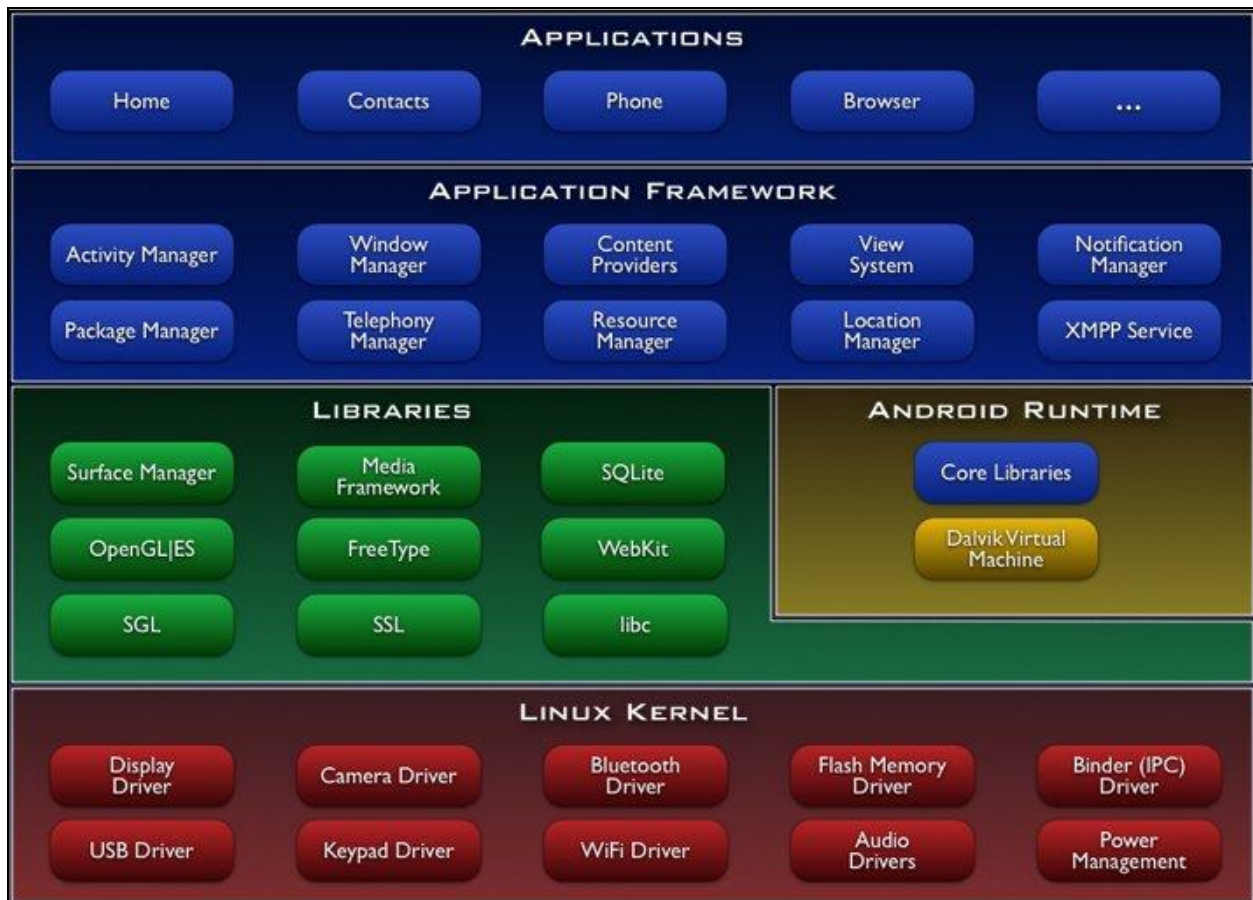 APPLICATIONS
Home
Contacts
Phone
Browser
...
APPLICATION FRAMEWORK
Activity Manager
Window
Manager
Content
Providers
View
System
Notification
Manager
Package Manager
Telephony
Manager
Resource
Manager
Location
Manager
XMPP Service
LIBRARIES
Surface Manager
Media
Framework
SQLite
OpenGL|ES
FreeType
WebKit
SGL
SSL
libc
ANDROID RUNTIME
Core Libraries
Dalvik Virtual
Machine
LINUX KERNEL
Display
Driver
Camera Driver
Bluetooth
Driver
Flash Memory
Driver
Binder (IPC)
Driver
USB Driver
Keypad Driver
WiFi Driver
Audio
Drivers
Power
Management